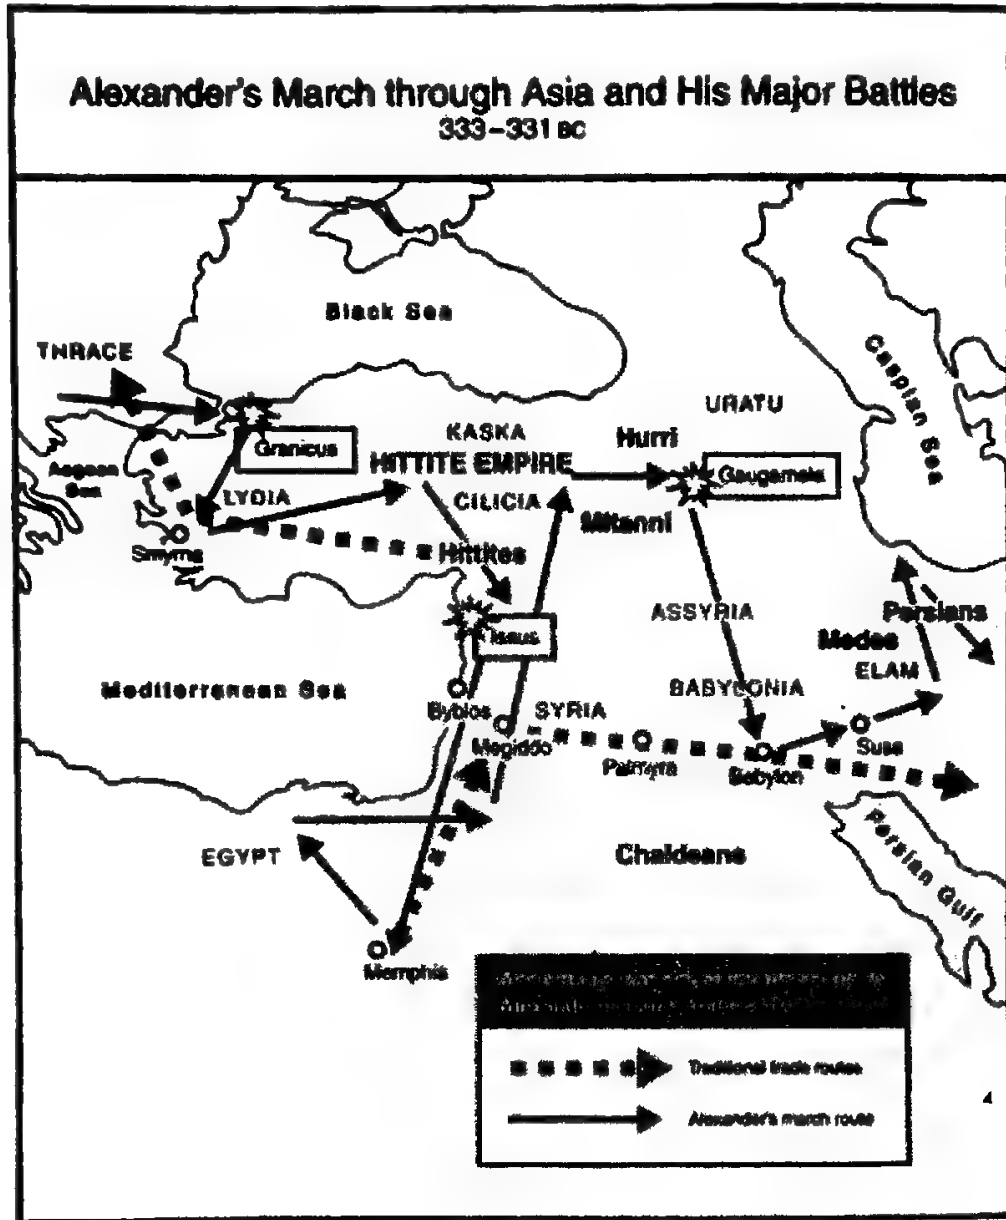 Alexander's March through Asia and His Major Battles
333–331 BC
Black Sea
THRACE
Caspian Sea
URATU
KASKA
Hurri
Granicus
HITTITE EMPIRE
Gaugamela
Aegean
Sea
LYDIA
CILICIA
Mitanni
Smyrna
Hittites
ASSYRIA
Persians
Issus
Medes
ELAM
Mediterranean Sea
BABYLONIA
Byblos
SYRIA
Megiddo
Susa
Palmyra
Babylon
EGYPT
Chaldeans
Persian Gulf
Memphis
Traditional trade routes
Alexander's march route
4